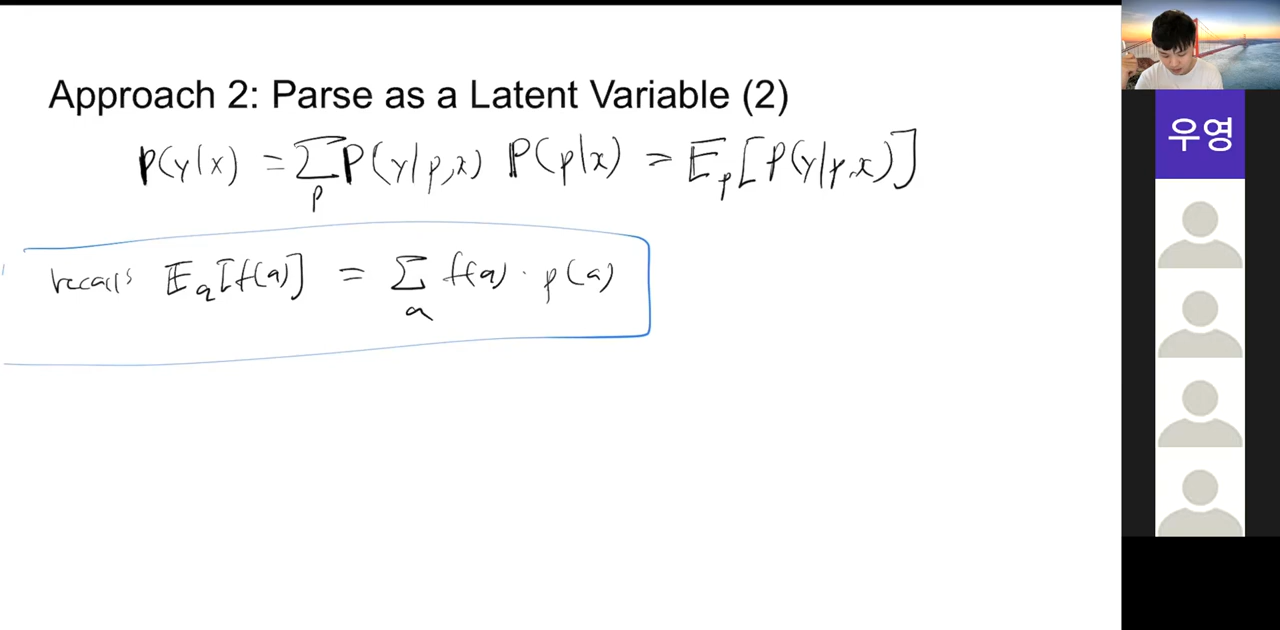 Approach 2: Parse as a Latent Variable (2)
P(y|x) = Σ_p P(y|p,x) P(p|x) = E_p[P(y|p,x)]
recall: E_a[f(a)] = Σ_a f(a) · p(a)
우영